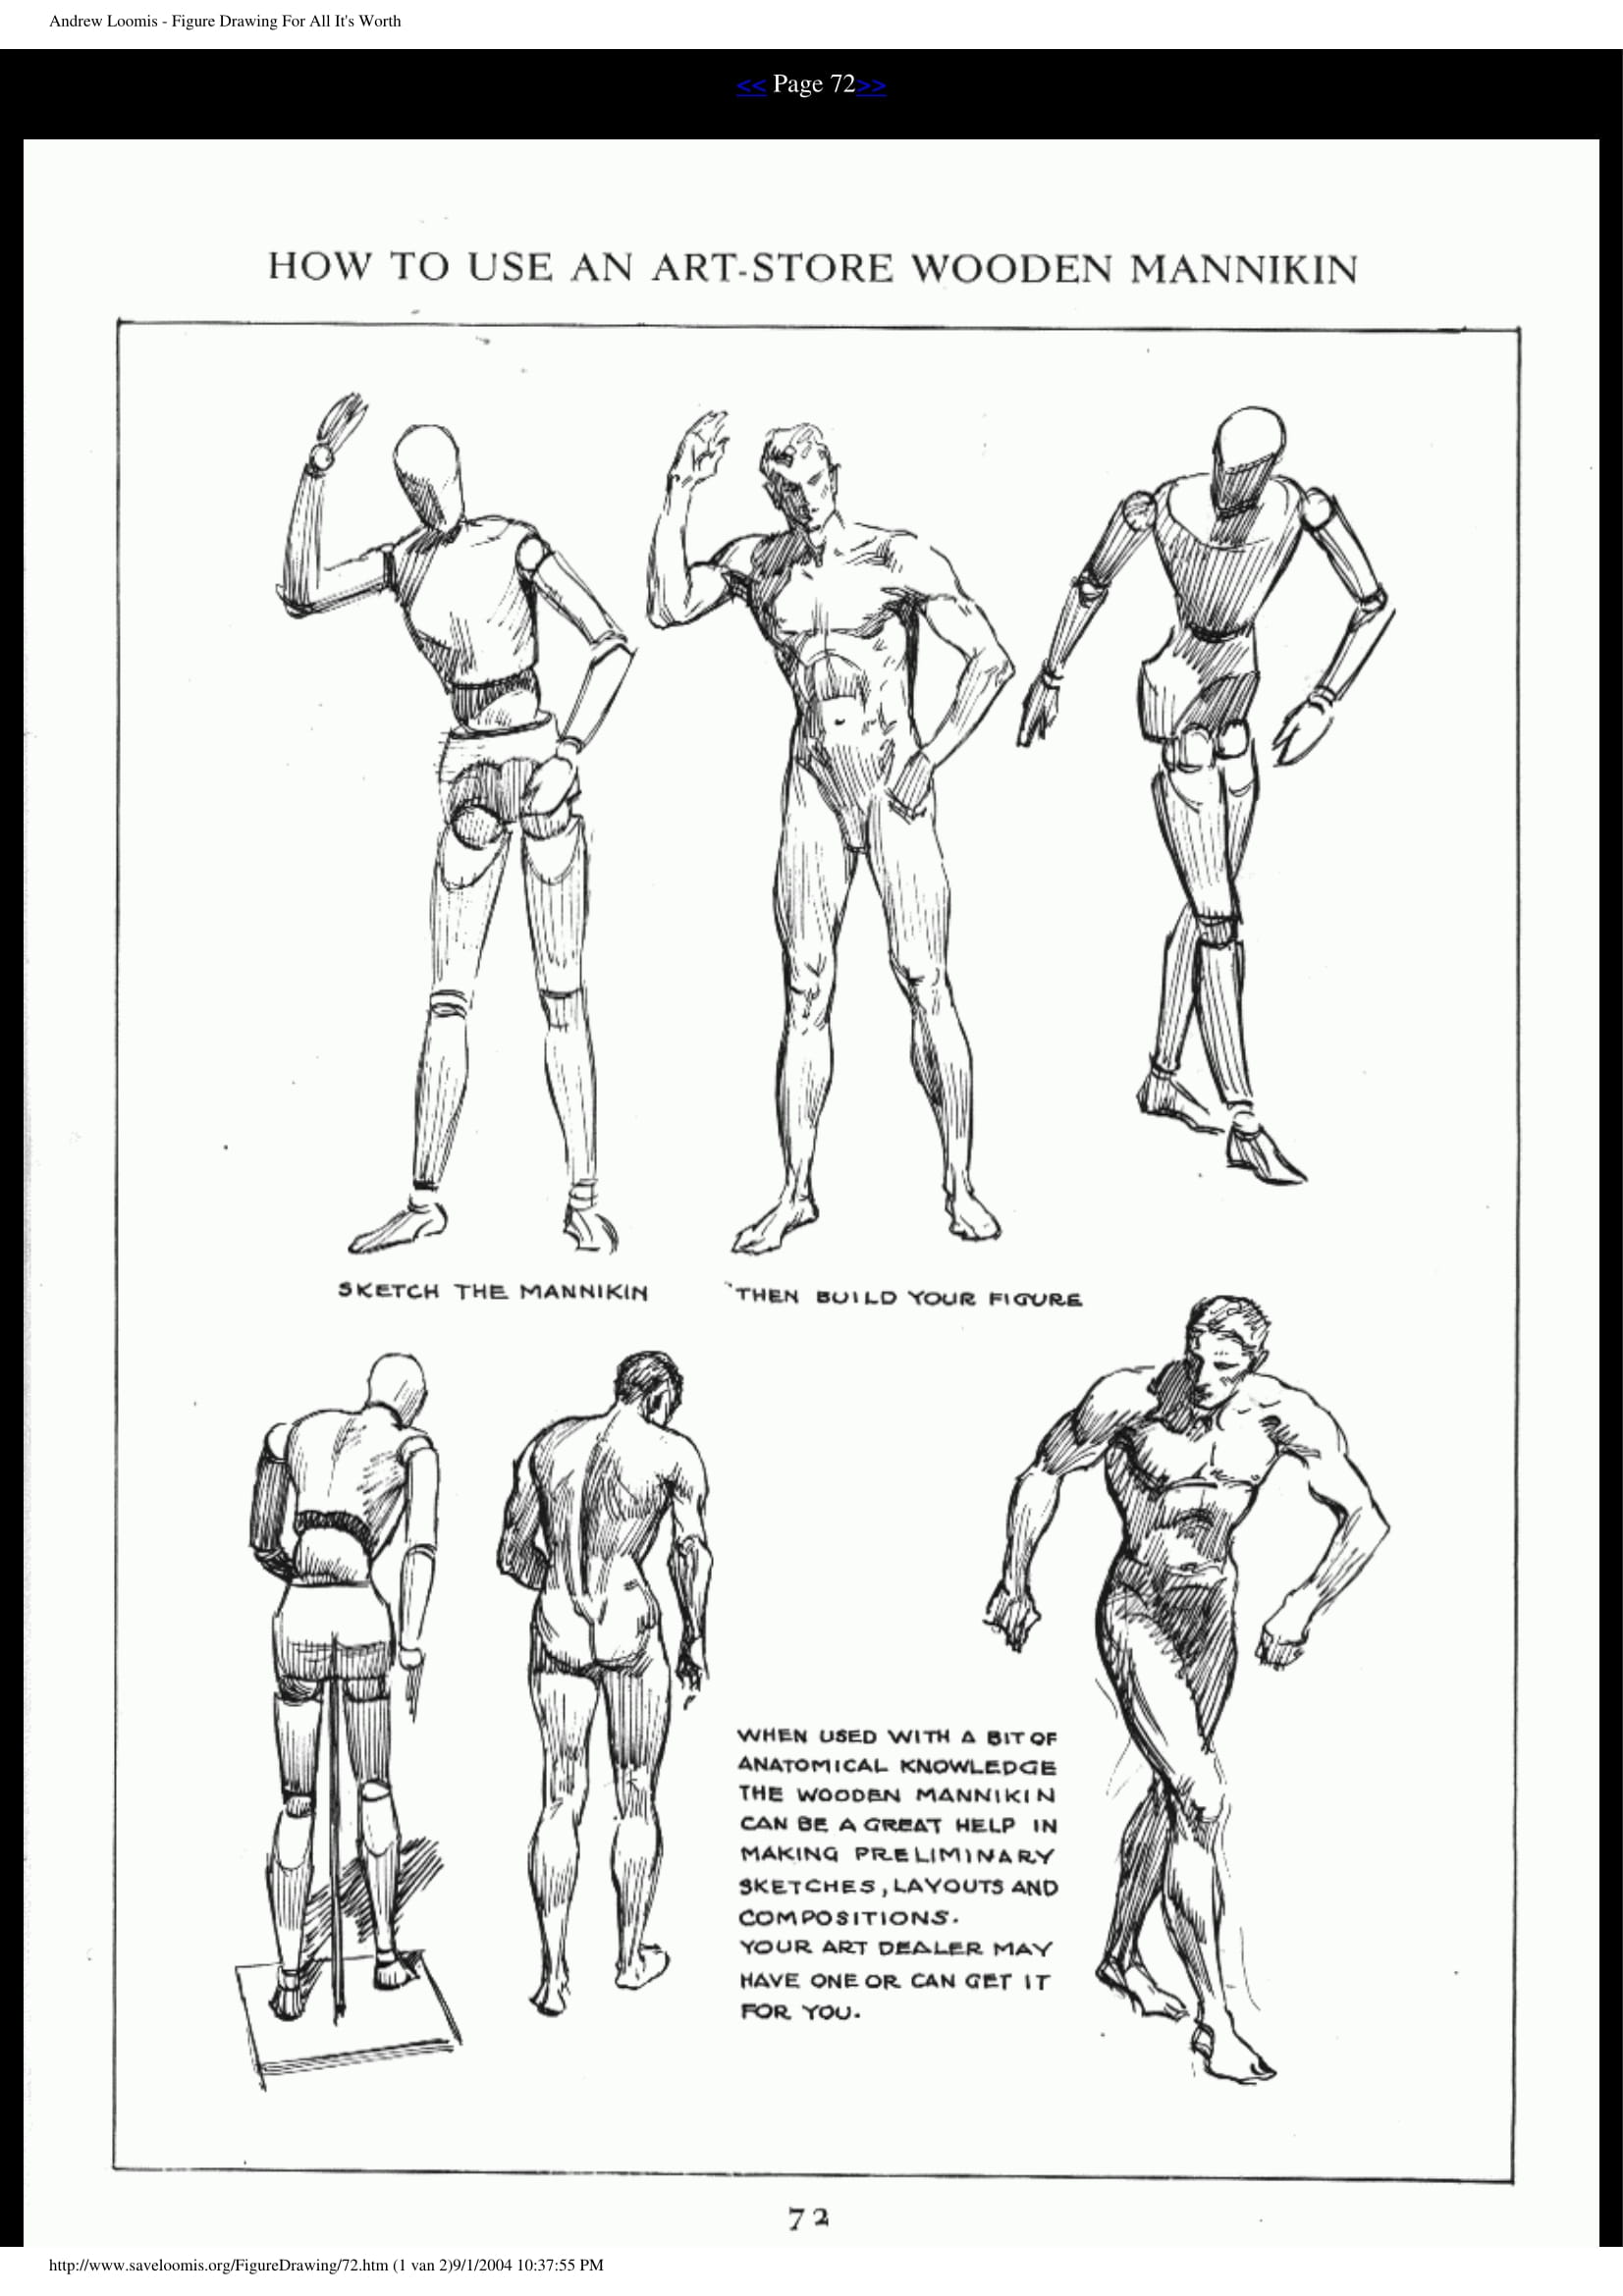 Andrew Loomis - Figure Drawing For All It's Worth
<< Page 72>>
HOW TO USE AN ART-STORE WOODEN MANNIKIN
SKETCH THE MANNIKIN
THEN BUILD YOUR FIGURE
WHEN USED WITH A BIT OF
ANATOMICAL KNOWLEDGE
THE WOODEN MANNIKIN
CAN BE A GREAT HELP IN
MAKING PRELIMINARY
SKETCHES, LAYOUTS AND
COMPOSITIONS.
YOUR ART DEALER MAY
HAVE ONE OR CAN GET IT
FOR YOU.
72
http://www.saveloomis.org/FigureDrawing/72.htm (1 van 2)9/1/2004 10:37:55 PM